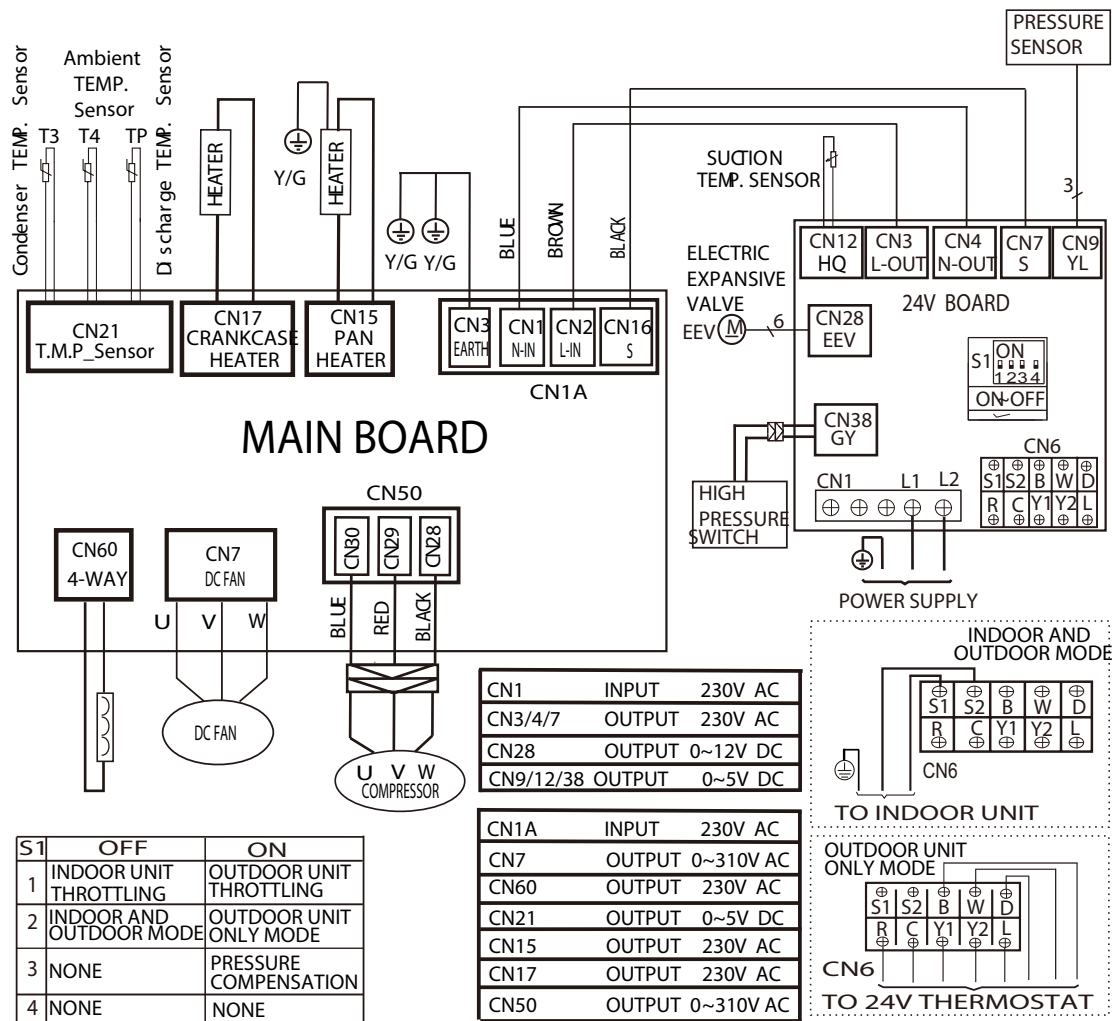 PRESSURE
SENSOR
Condenser TEMP. Sensor
Ambient
TEMP.
Sensor
Discharge TEMP. Sensor
T3 T4 TP
HEATER
Y/G
HEATER
Y/G Y/G
BLUE
BROWN
BLACK
SUCTION
TEMP. SENSOR
3
ELECTRIC
EXPANSIVE
VALVE
EEV M 6
CN12
HQ
CN3
L-OUT
CN4
N-OUT
CN7
S
CN9
YL
24V BOARD
CN28
EEV
S1
ON
1 2 3 4
ON~OFF
CN38
GY
HIGH
PRESSURE
SWITCH
CN1 L1 L2
CN6
S1 S2 B W D
R C Y1 Y2 L
POWER SUPPLY
CN21
T.M.P_Sensor
CN17
CRANKCASE
HEATER
CN15
PAN
HEATER
CN3
EARTH
CN1
N-IN
CN2
L-IN
CN16
S
CN1A
MAIN BOARD
CN50
CN30
CN29
CN28
CN60
4-WAY
CN7
DC FAN
U V W
BLUE
RED
BLACK
DC FAN
U V W
COMPRESSOR
CN1 INPUT 230V AC
CN3/4/7 OUTPUT 230V AC
CN28 OUTPUT 0~12V DC
CN9/12/38 OUTPUT 0~5V DC
CN1A INPUT 230V AC
CN7 OUTPUT 0~310V AC
CN60 OUTPUT 230V AC
CN21 OUTPUT 0~5V DC
CN15 OUTPUT 230V AC
CN17 OUTPUT 230V AC
CN50 OUTPUT 0~310V AC
INDOOR AND
OUTDOOR MODE
S1 S2 B W D
R C Y1 Y2 L
CN6
TO INDOOR UNIT
OUTDOOR UNIT
ONLY MODE
S1 S2 B W D
R C Y1 Y2 L
CN6
TO 24V THERMOSTAT
S1 OFF ON
1 INDOOR UNIT THROTTLING OUTDOOR UNIT THROTTLING
2 INDOOR AND OUTDOOR MODE OUTDOOR UNIT ONLY MODE
3 NONE PRESSURE COMPENSATION
4 NONE NONE